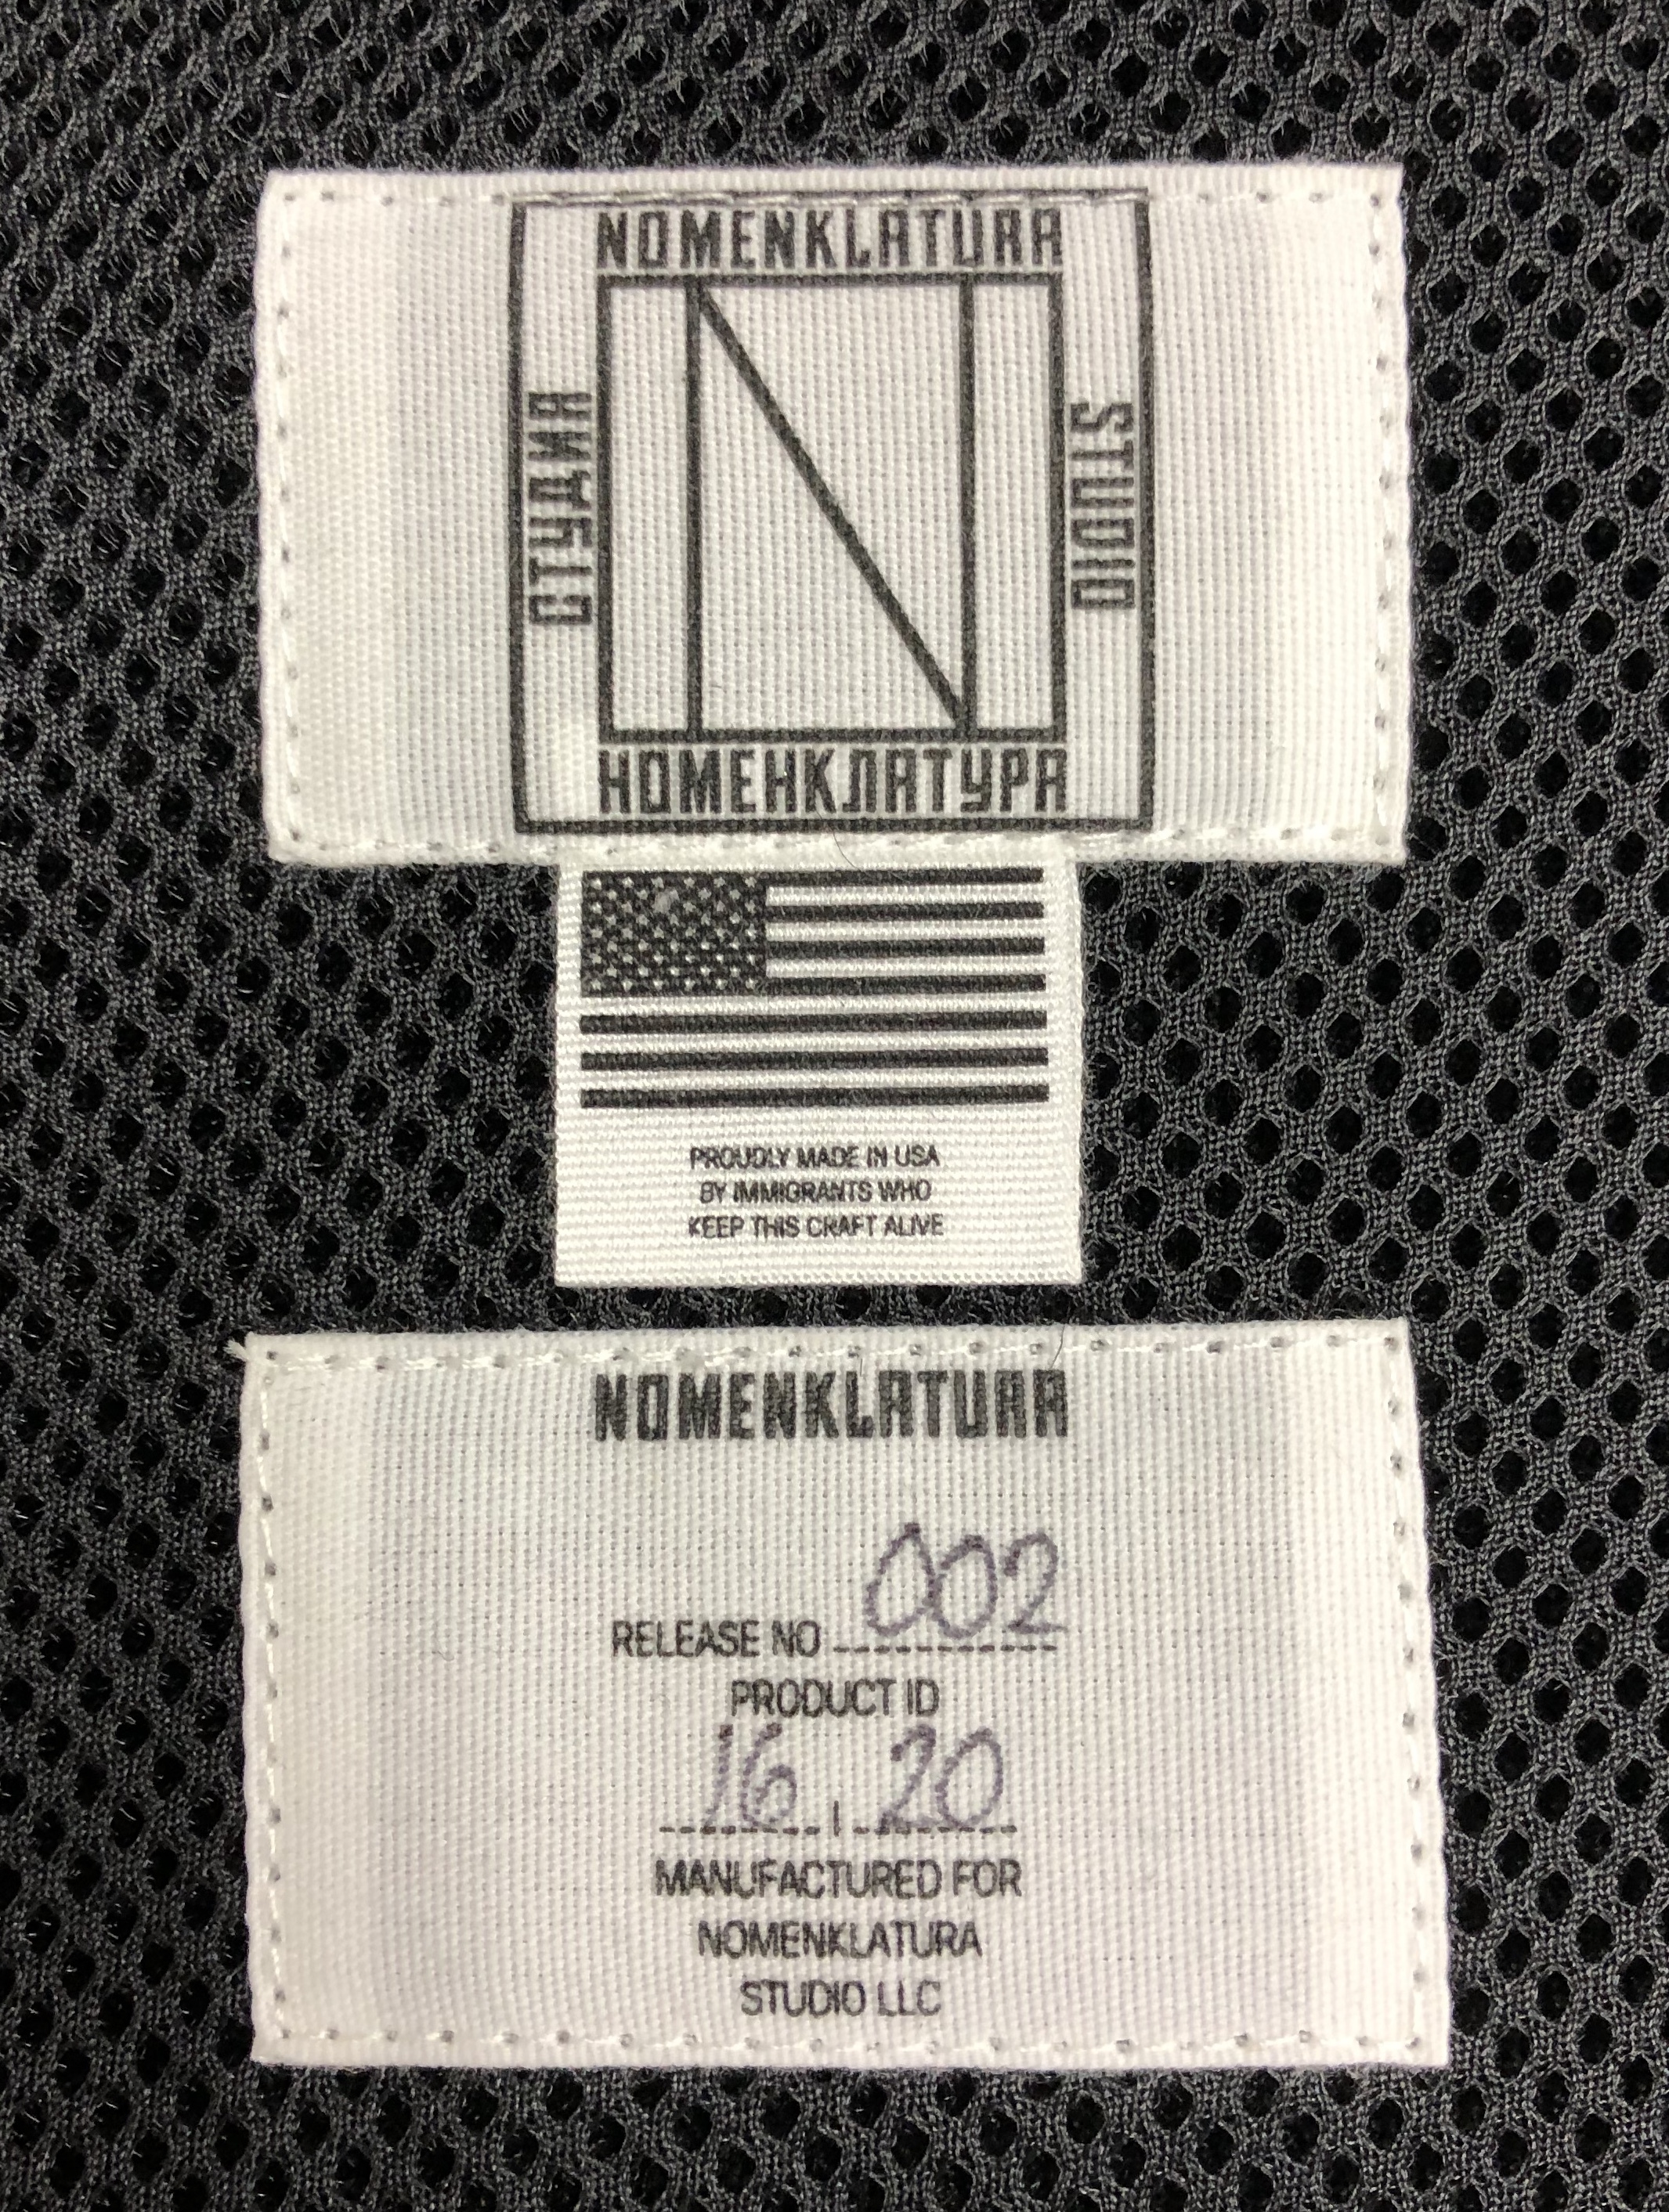 NOMENKLATURA
СТУДИЯ
STUDIO
НОМЕНКЛАТУРА
PROUDLY MADE IN USA
BY IMMIGRANTS WHO
KEEP THIS CRAFT ALIVE
NOMENKLATURA
002
RELEASE NO
PRODUCT ID
16 | 20
MANUFACTURED FOR
NOMENKLATURA
STUDIO LLC